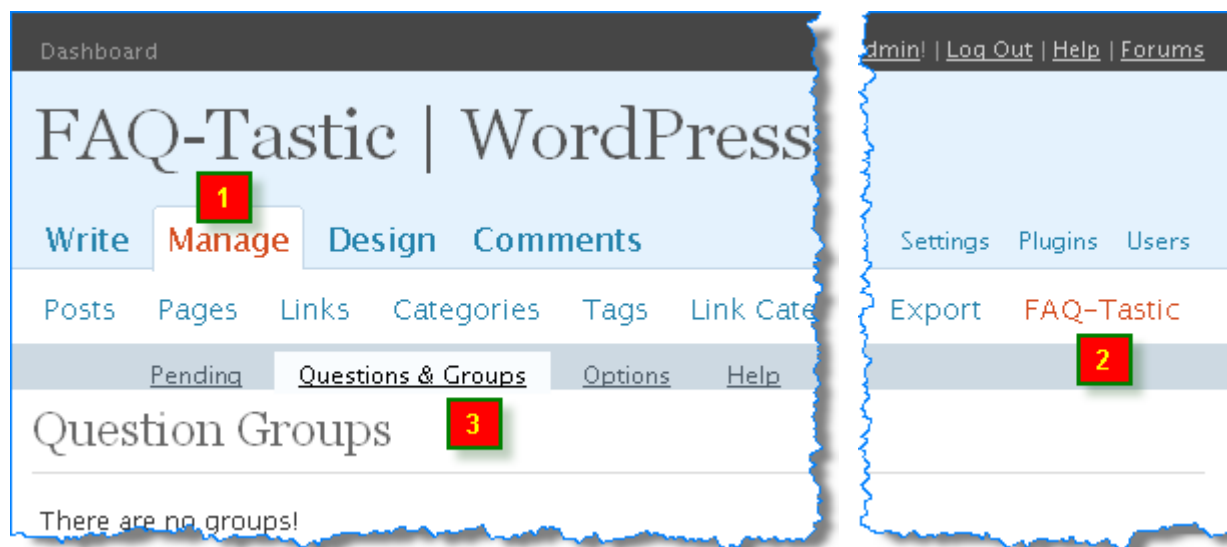 Dashboard
dmin! | Log Out | Help | Forums
FAQ-Tastic | WordPress
1
Write Manage Design Comments
Settings Plugins Users
Posts Pages Links Categories Tags Link Cate
Export FAQ-Tastic
2
Pending Questions & Groups Options Help
Question Groups
3
There are no groups!